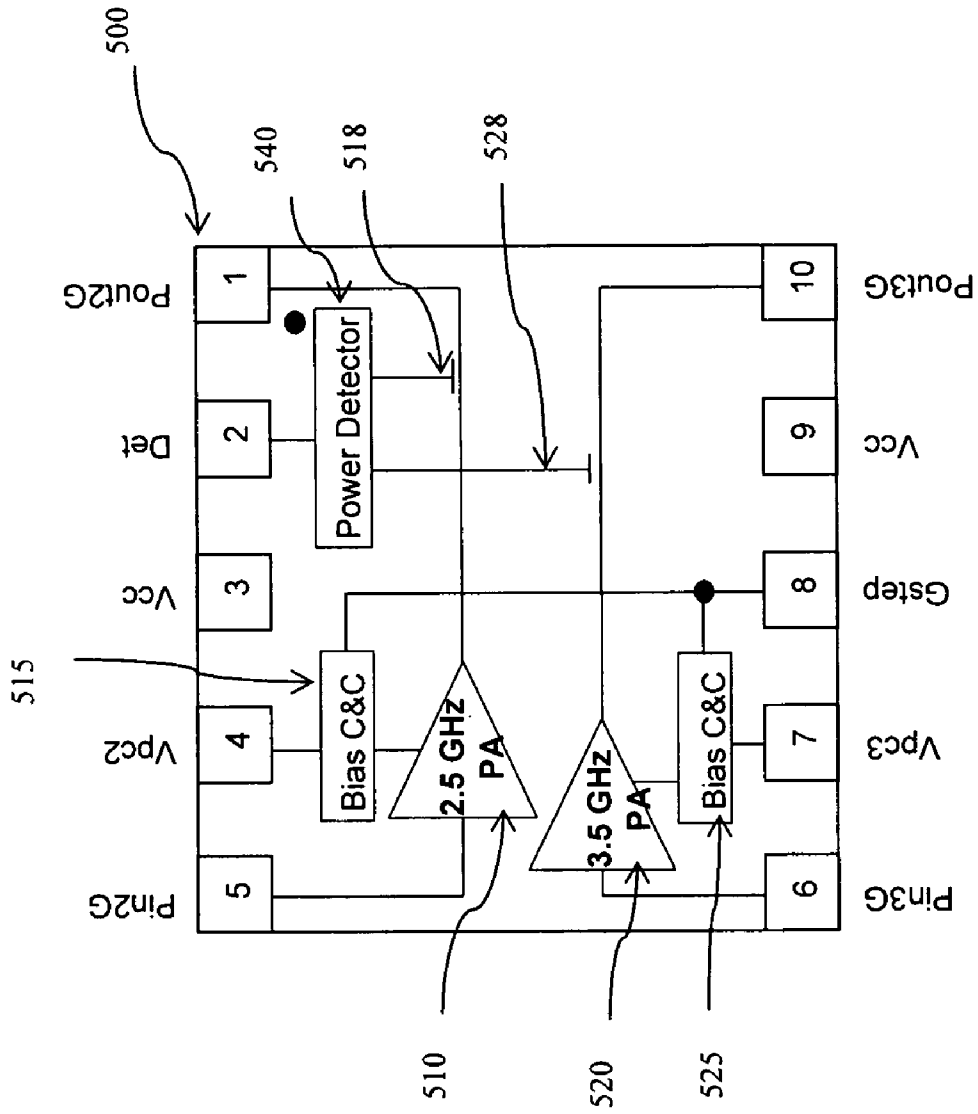 500
540
518
528
515
Pout2G
Det
Vcc
Vpc2
Pin2G
1
2
3
4
5
Power Detector
Bias C&C
2.5 GHz
PA
3.5 GHz
PA
Bias C&C
10
9
8
7
6
Pout3G
Vcc
Gstep
Vpc3
Pin3G
510
520
525